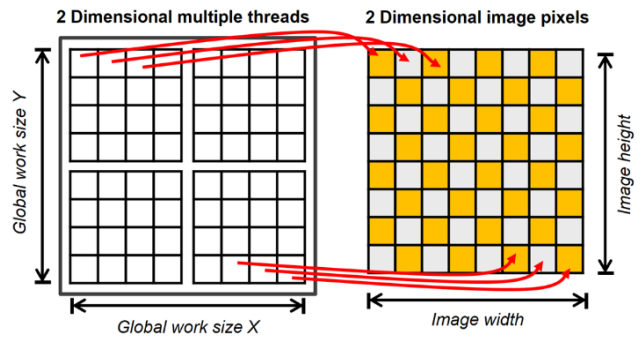 2 Dimensional multiple threads
2 Dimensional image pixels
Global work size Y
Image height
Global work size X
Image width